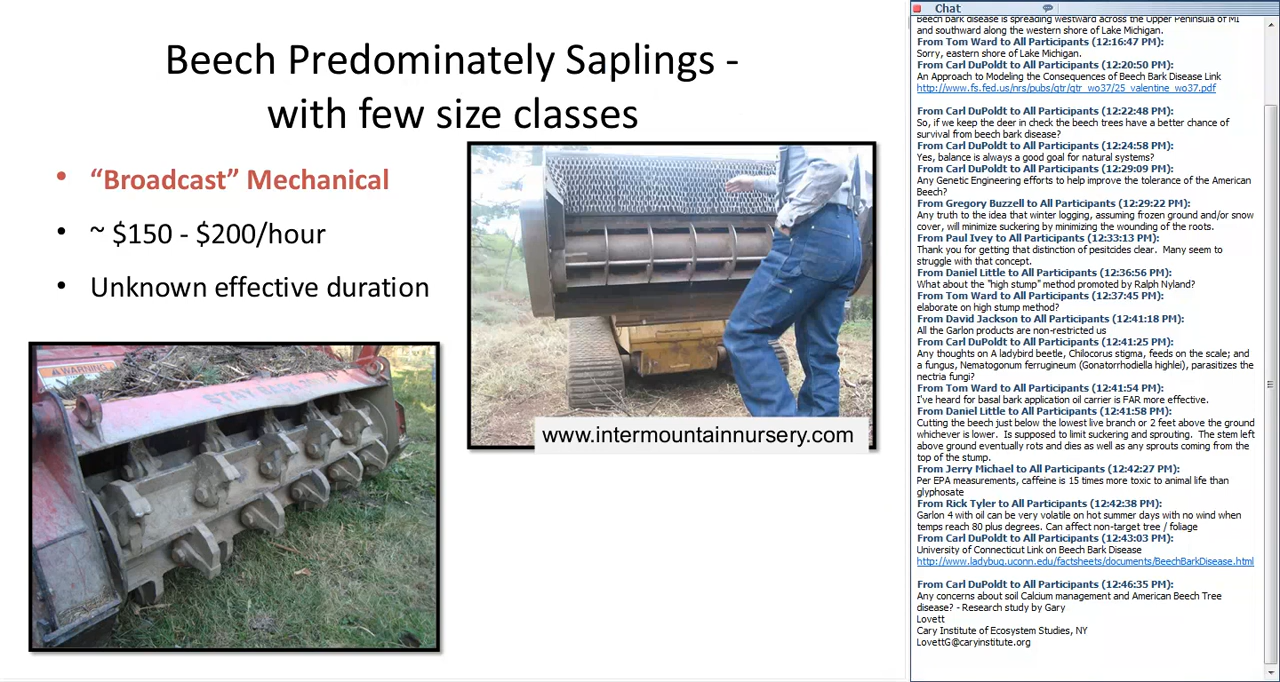 Beech Predominately Saplings -
with few size classes
• “Broadcast” Mechanical
• ~ $150 - $200/hour
• Unknown effective duration
www.intermountainnursery.com
WARNING
Chat
Beech bark disease is spreading westward across the Upper Peninsula of MI
and southward along the western shore of Lake Michigan.
From Tom Ward to All Participants (12:16:47 PM):
Sorry, eastern shore of Lake Michigan.
From Carl DuPoldt to All Participants (12:20:50 PM):
An Approach to Modeling the Consequences of Beech Bark Disease Link
http://www.fs.fed.us/nrs/pubs/gtr/gtr_wo37/25_valentine_wo37.pdf
From Carl DuPoldt to All Participants (12:22:48 PM):
So, if we keep the deer in check the beech trees have a better chance of
survival from beech bark disease?
From Carl DuPoldt to All Participants (12:24:58 PM):
Yes, balance is always a good goal for natural systems?
From Carl DuPoldt to All Participants (12:29:09 PM):
Any Genetic Engineering efforts to help improve the tolerance of the American
Beech?
From Gregory Buzzell to All Participants (12:29:22 PM):
Any truth to the idea that winter logging, assuming frozen ground and/or snow
cover, will minimize suckering by minimizing the wounding of the roots.
From Paul Ivey to All Participants (12:33:13 PM):
Thank you for getting that distinction of pesitcides clear.  Many seem to
struggle with that concept.
From Daniel Little to All Participants (12:36:56 PM):
What about the "high stump" method promoted by Ralph Nyland?
From Tom Ward to All Participants (12:37:45 PM):
elaborate on high stump method?
From David Jackson to All Participants (12:41:18 PM):
All the Garlon products are non-restricted us
From Carl DuPoldt to All Participants (12:41:25 PM):
Any thoughts on A ladybird beetle, Chilocorus stigma, feeds on the scale; and
a fungus, Nematogonum ferrugineum (Gonatorrhodiella highlei), parasitizes the
nectria fungi?
From Tom Ward to All Participants (12:41:54 PM):
I've heard for basal bark application oil carrier is FAR more effective.
From Daniel Little to All Participants (12:41:58 PM):
Cutting the beech just below the lowest live branch or 2 feet above the ground
whichever is lower.  Is supposed to limit suckering and sprouting.  The stem left
above ground eventually rots and dies as well as any sprouts coming from the
top of the stump.
From Jerry Michael to All Participants (12:42:27 PM):
Per EPA measurements, caffeine is 15 times more toxic to animal life than
glyphosate
From Rick Tyler to All Participants (12:42:38 PM):
Garlon 4 with oil can be very volatile on hot summer days with no wind when
temps reach 80 plus degrees. Can affect non-target tree / foliage
From Carl DuPoldt to All Participants (12:43:03 PM):
University of Connecticut Link on Beech Bark Disease
http://www.ladybug.uconn.edu/factsheets/documents/BeechBarkDisease.html
From Carl DuPoldt to All Participants (12:46:35 PM):
Any concerns about soil Calcium management and American Beech Tree
disease? - Research study by Gary
Lovett
Cary Institute of Ecosystem Studies, NY
LovettG@caryinstitute.org